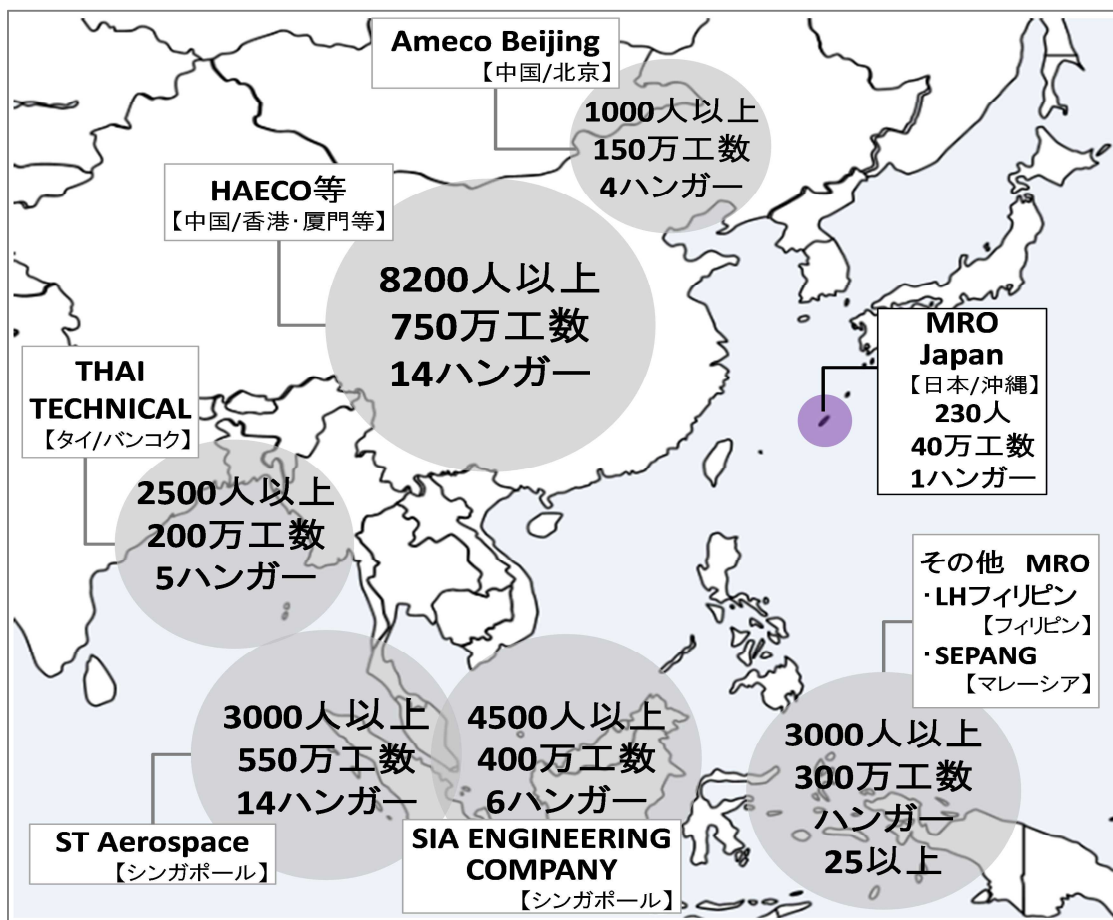 Ameco Beijing
【中国/北京】
1000人以上
150万工数
4ハンガー
HAECO等
【中国/香港・厦門等】
8200人以上
750万工数
14ハンガー
MRO
Japan
【日本/沖縄】
230人
40万工数
1ハンガー
THAI
TECHNICAL
【タイ/バンコク】
2500人以上
200万工数
5ハンガー
その他 MRO
・LHフィリピン
【フィリピン】
・SEPANG
【マレーシア】
3000人以上
300万工数
ハンガー
25以上
3000人以上
550万工数
14ハンガー
ST Aerospace
【シンガポール】
4500人以上
400万工数
6ハンガー
SIA ENGINEERING
COMPANY
【シンガポール】